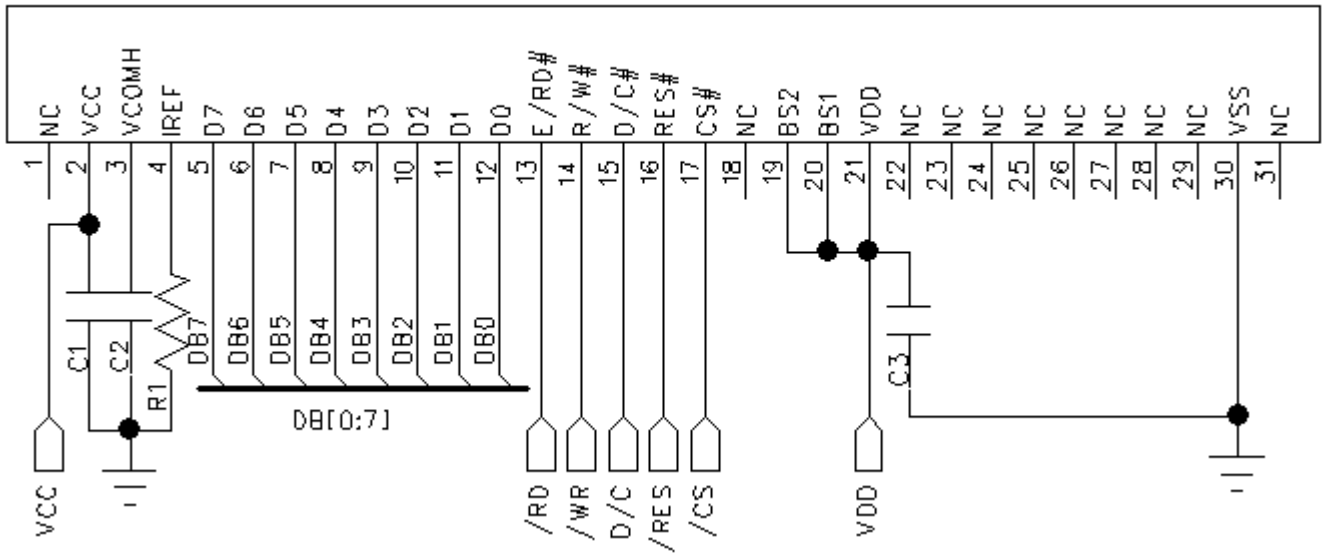 NC VCC VCOMH IREF D7 D6 D5 D4 D3 D2 D1 D0 E/RD# R/W# D/C# RES# CS# NC BS2 BS1 VDD NC NC NC NC NC NC NC NC VSS NC
1 2 3 4 5 6 7 8 9 10 11 12 13 14 15 16 17 18 19 20 21 22 23 24 25 26 27 28 29 30 31
C1 C2 R1 DB7 DB6 DB5 DB4 DB3 DB2 DB1 DB0 C3
DB[0:7]
VCC /RD /WR D/C /RES /CS VDD